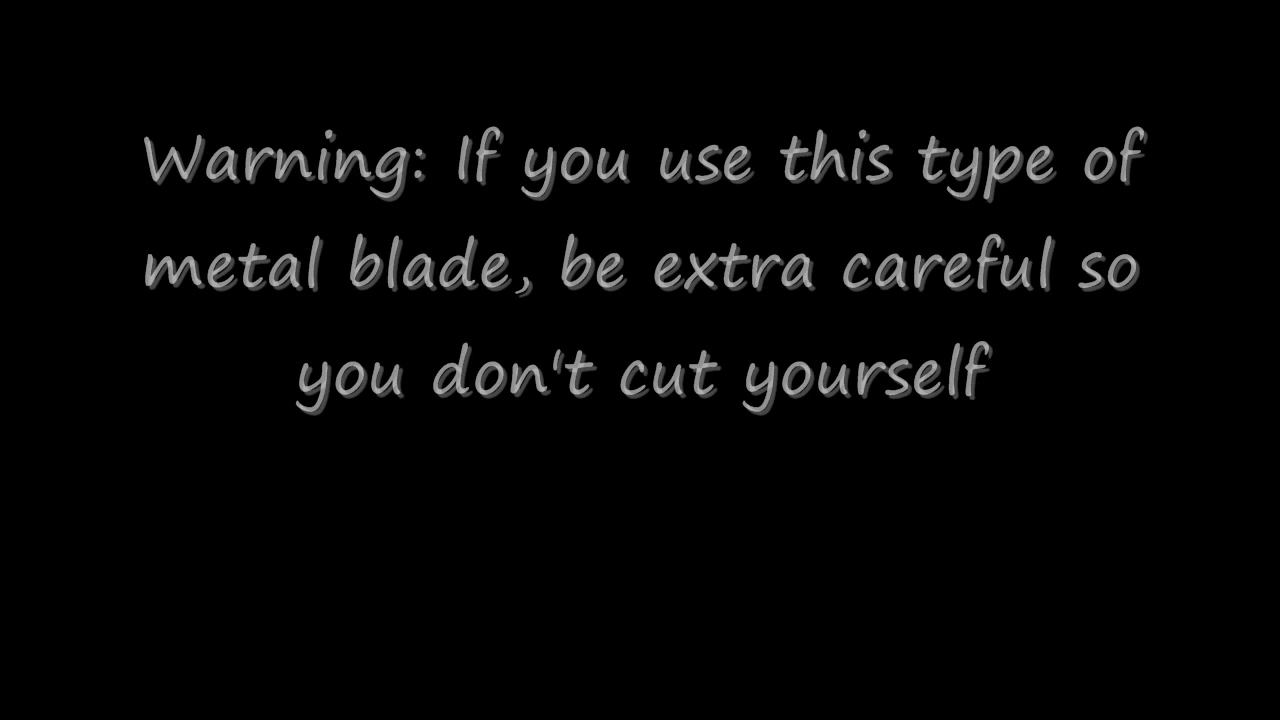 Warning: If you use this type of
metal blade, be extra careful so
you don't cut yourself